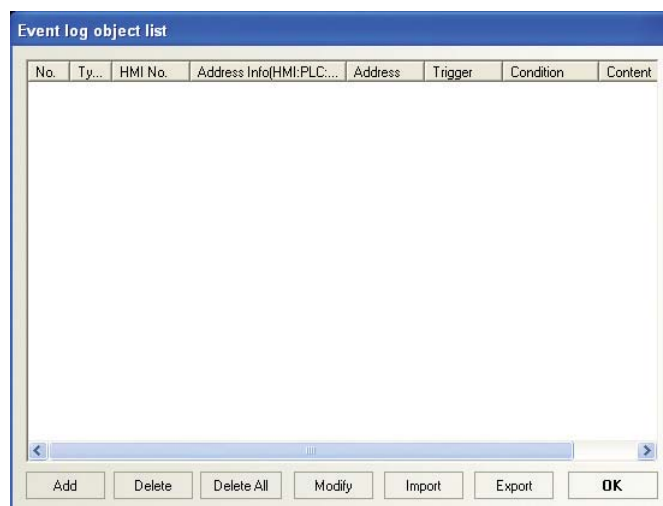 Event log object list
No. Ty... HMI No. Address Info(HMI:PLC:... Address Trigger Condition Content
Add Delete Delete All Modify Import Export OK